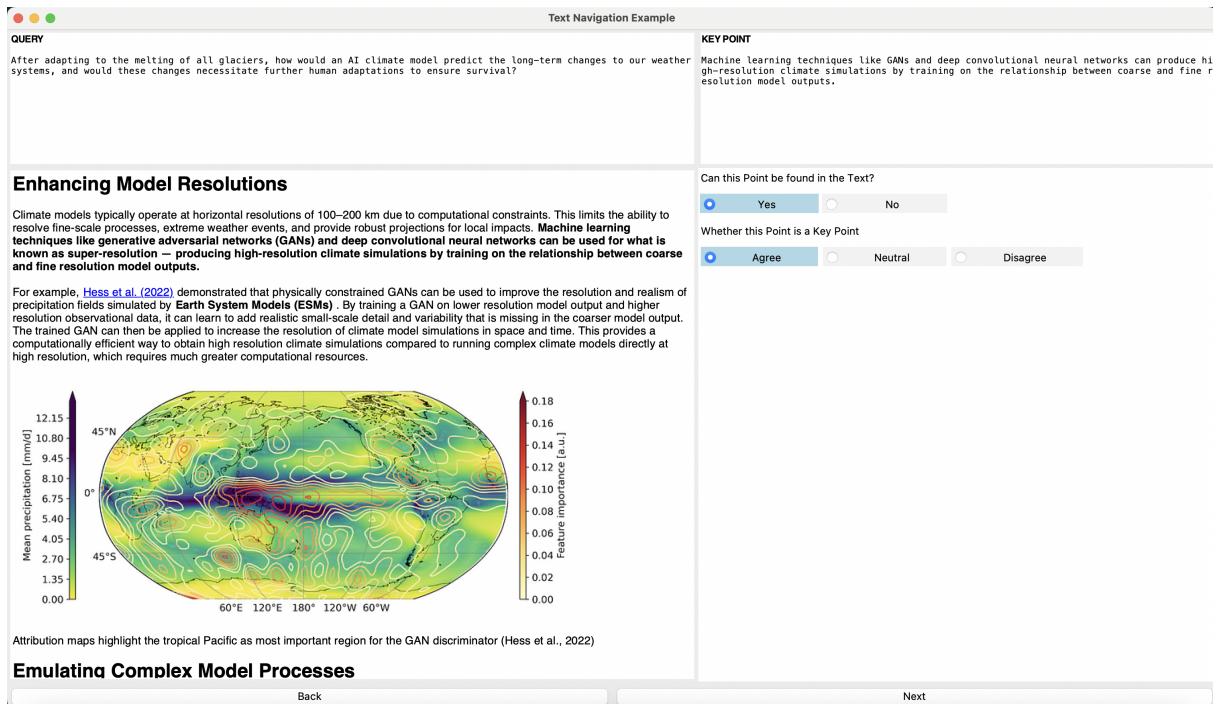 Text Navigation Example
QUERY
After adapting to the melting of all glaciers, how would an AI climate model predict the long-term changes to our weather
systems, and would these changes necessitate further human adaptations to ensure survival?
KEY POINT
Machine learning techniques like GANs and deep convolutional neural networks can produce hi
gh-resolution climate simulations by training on the relationship between coarse and fine r
esolution model outputs.
Enhancing Model Resolutions
Climate models typically operate at horizontal resolutions of 100–200 km due to computational constraints. This limits the ability to
resolve fine-scale processes, extreme weather events, and provide robust projections for local impacts. Machine learning
techniques like generative adversarial networks (GANs) and deep convolutional neural networks can be used for what is
known as super-resolution — producing high-resolution climate simulations by training on the relationship between coarse
and fine resolution model outputs.
For example, Hess et al. (2022) demonstrated that physically constrained GANs can be used to improve the resolution and realism of
precipitation fields simulated by Earth System Models (ESMs) . By training a GAN on lower resolution model output and higher
resolution observational data, it can learn to add realistic small-scale detail and variability that is missing in the coarser model output.
The trained GAN can then be applied to increase the resolution of climate model simulations in space and time. This provides a
computationally efficient way to obtain high resolution climate simulations compared to running complex climate models directly at
high resolution, which requires much greater computational resources.
Mean precipitation [mm/d]
12.15
10.80
9.45
8.10
6.75
5.40
4.05
2.70
1.35
0.00
45°N
0°
45°S
60°E 120°E 180° 120°W 60°W
0.18
0.16
0.14
0.12
0.10
0.08
0.06
0.04
0.02
0.00
Feature importance [a.u.]
Attribution maps highlight the tropical Pacific as most important region for the GAN discriminator (Hess et al., 2022)
Emulating Complex Model Processes
Can this Point be found in the Text?
Yes No
Whether this Point is a Key Point
Agree Neutral Disagree
Back Next